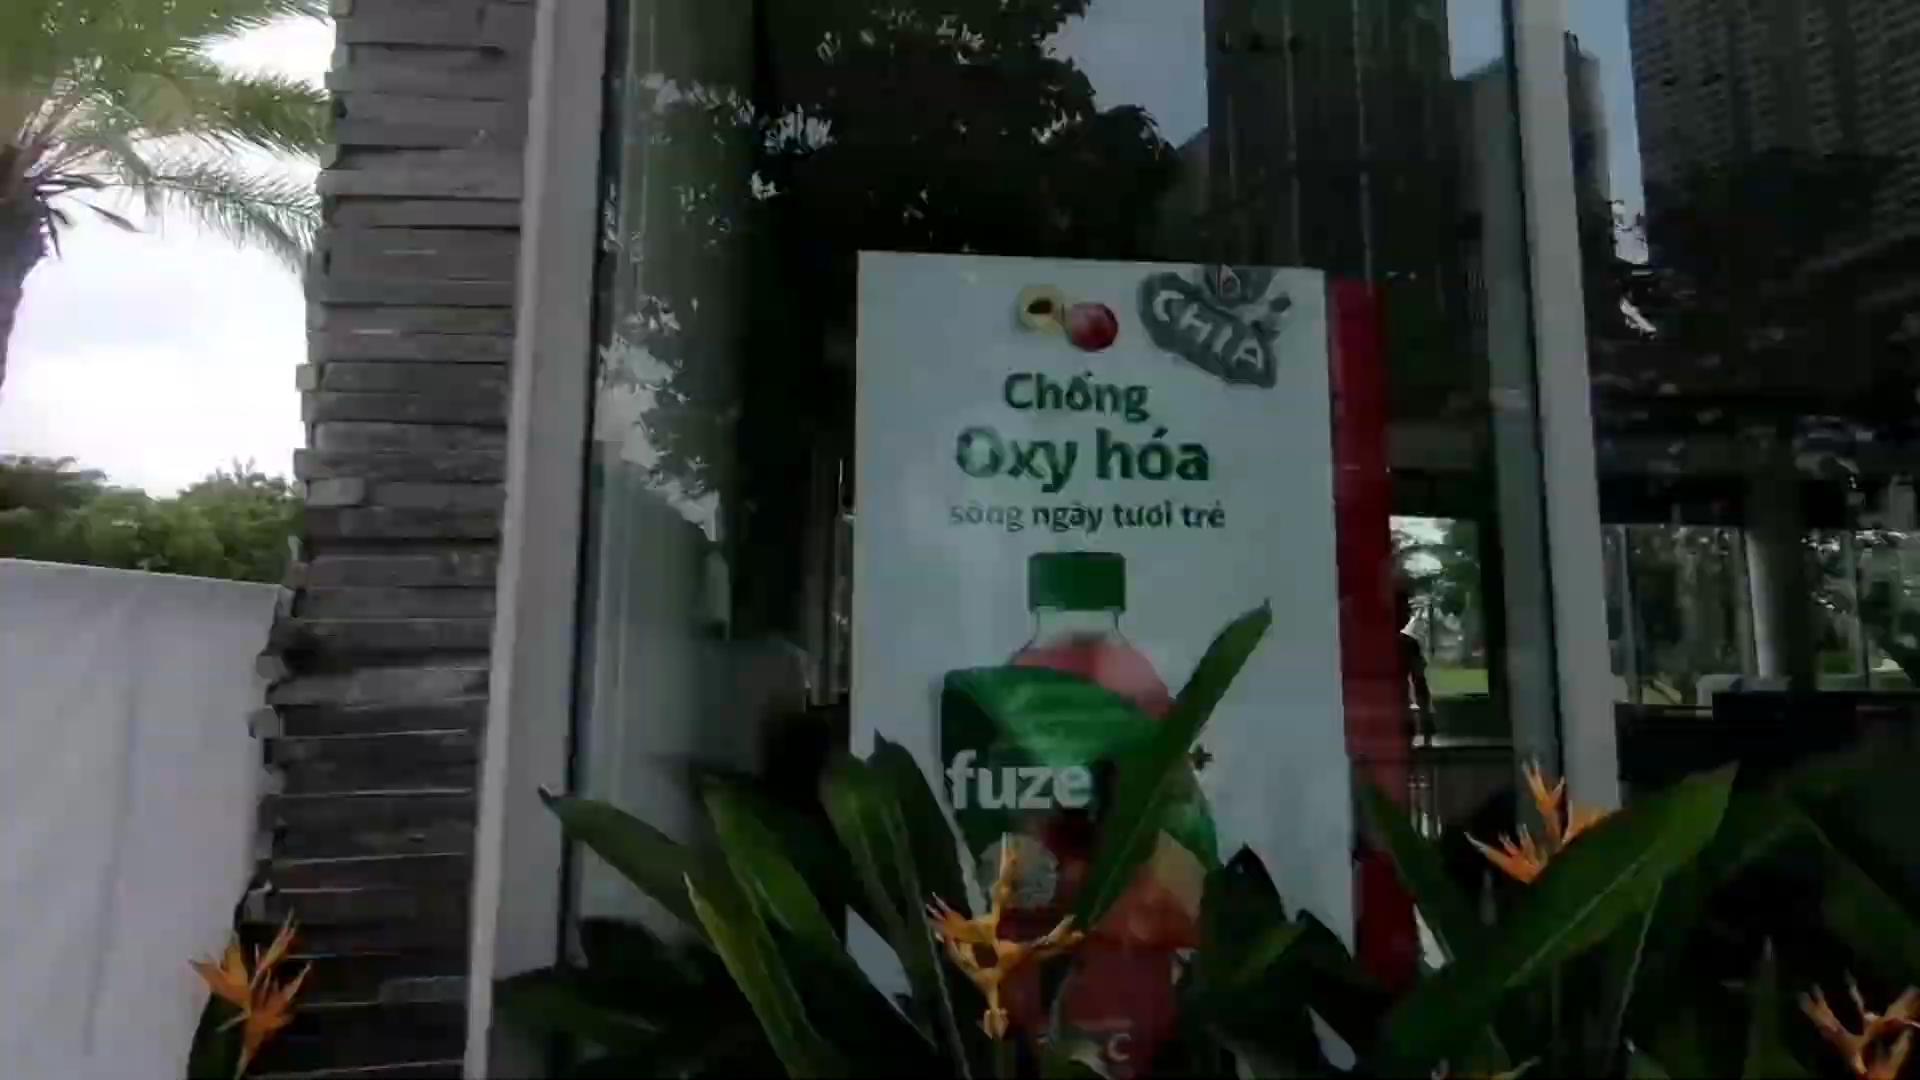 CHIA
Chống
Oxy hóa
sống ngày tươi trẻ
fuze